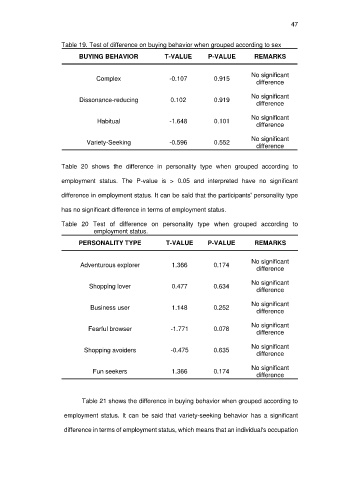 47
Table 19. Test of difference on buying behavior when grouped according to sex
BUYING BEHAVIOR T-VALUE P-VALUE REMARKS
Complex -0.107 0.915 No significant
difference
Dissonance-reducing 0.102 0.919 No significant
difference
Habitual -1.648 0.101 No significant
difference
Variety-Seeking -0.596 0.552 No significant
difference
Table 20 shows the difference in personality type when grouped according to
employment status. The P-value is > 0.05 and interpreted have no significant
difference in employment status. It can be said that the participants' personality type
has no significant difference in terms of employment status.
Table 20 Test of difference on personality type when grouped according to
employment status.
PERSONALITY TYPE T-VALUE P-VALUE REMARKS
Adventurous explorer 1.366 0.174 No significant
difference
Shopping lover 0.477 0.634 No significant
difference
Business user 1.148 0.252 No significant
difference
Fearful browser -1.771 0.078 No significant
difference
Shopping avoiders -0.475 0.635 No significant
difference
Fun seekers 1.366 0.174 No significant
difference
Table 21 shows the difference in buying behavior when grouped according to
employment status. It can be said that variety-seeking behavior has a significant
difference in terms of employment status, which means that an individual's occupation